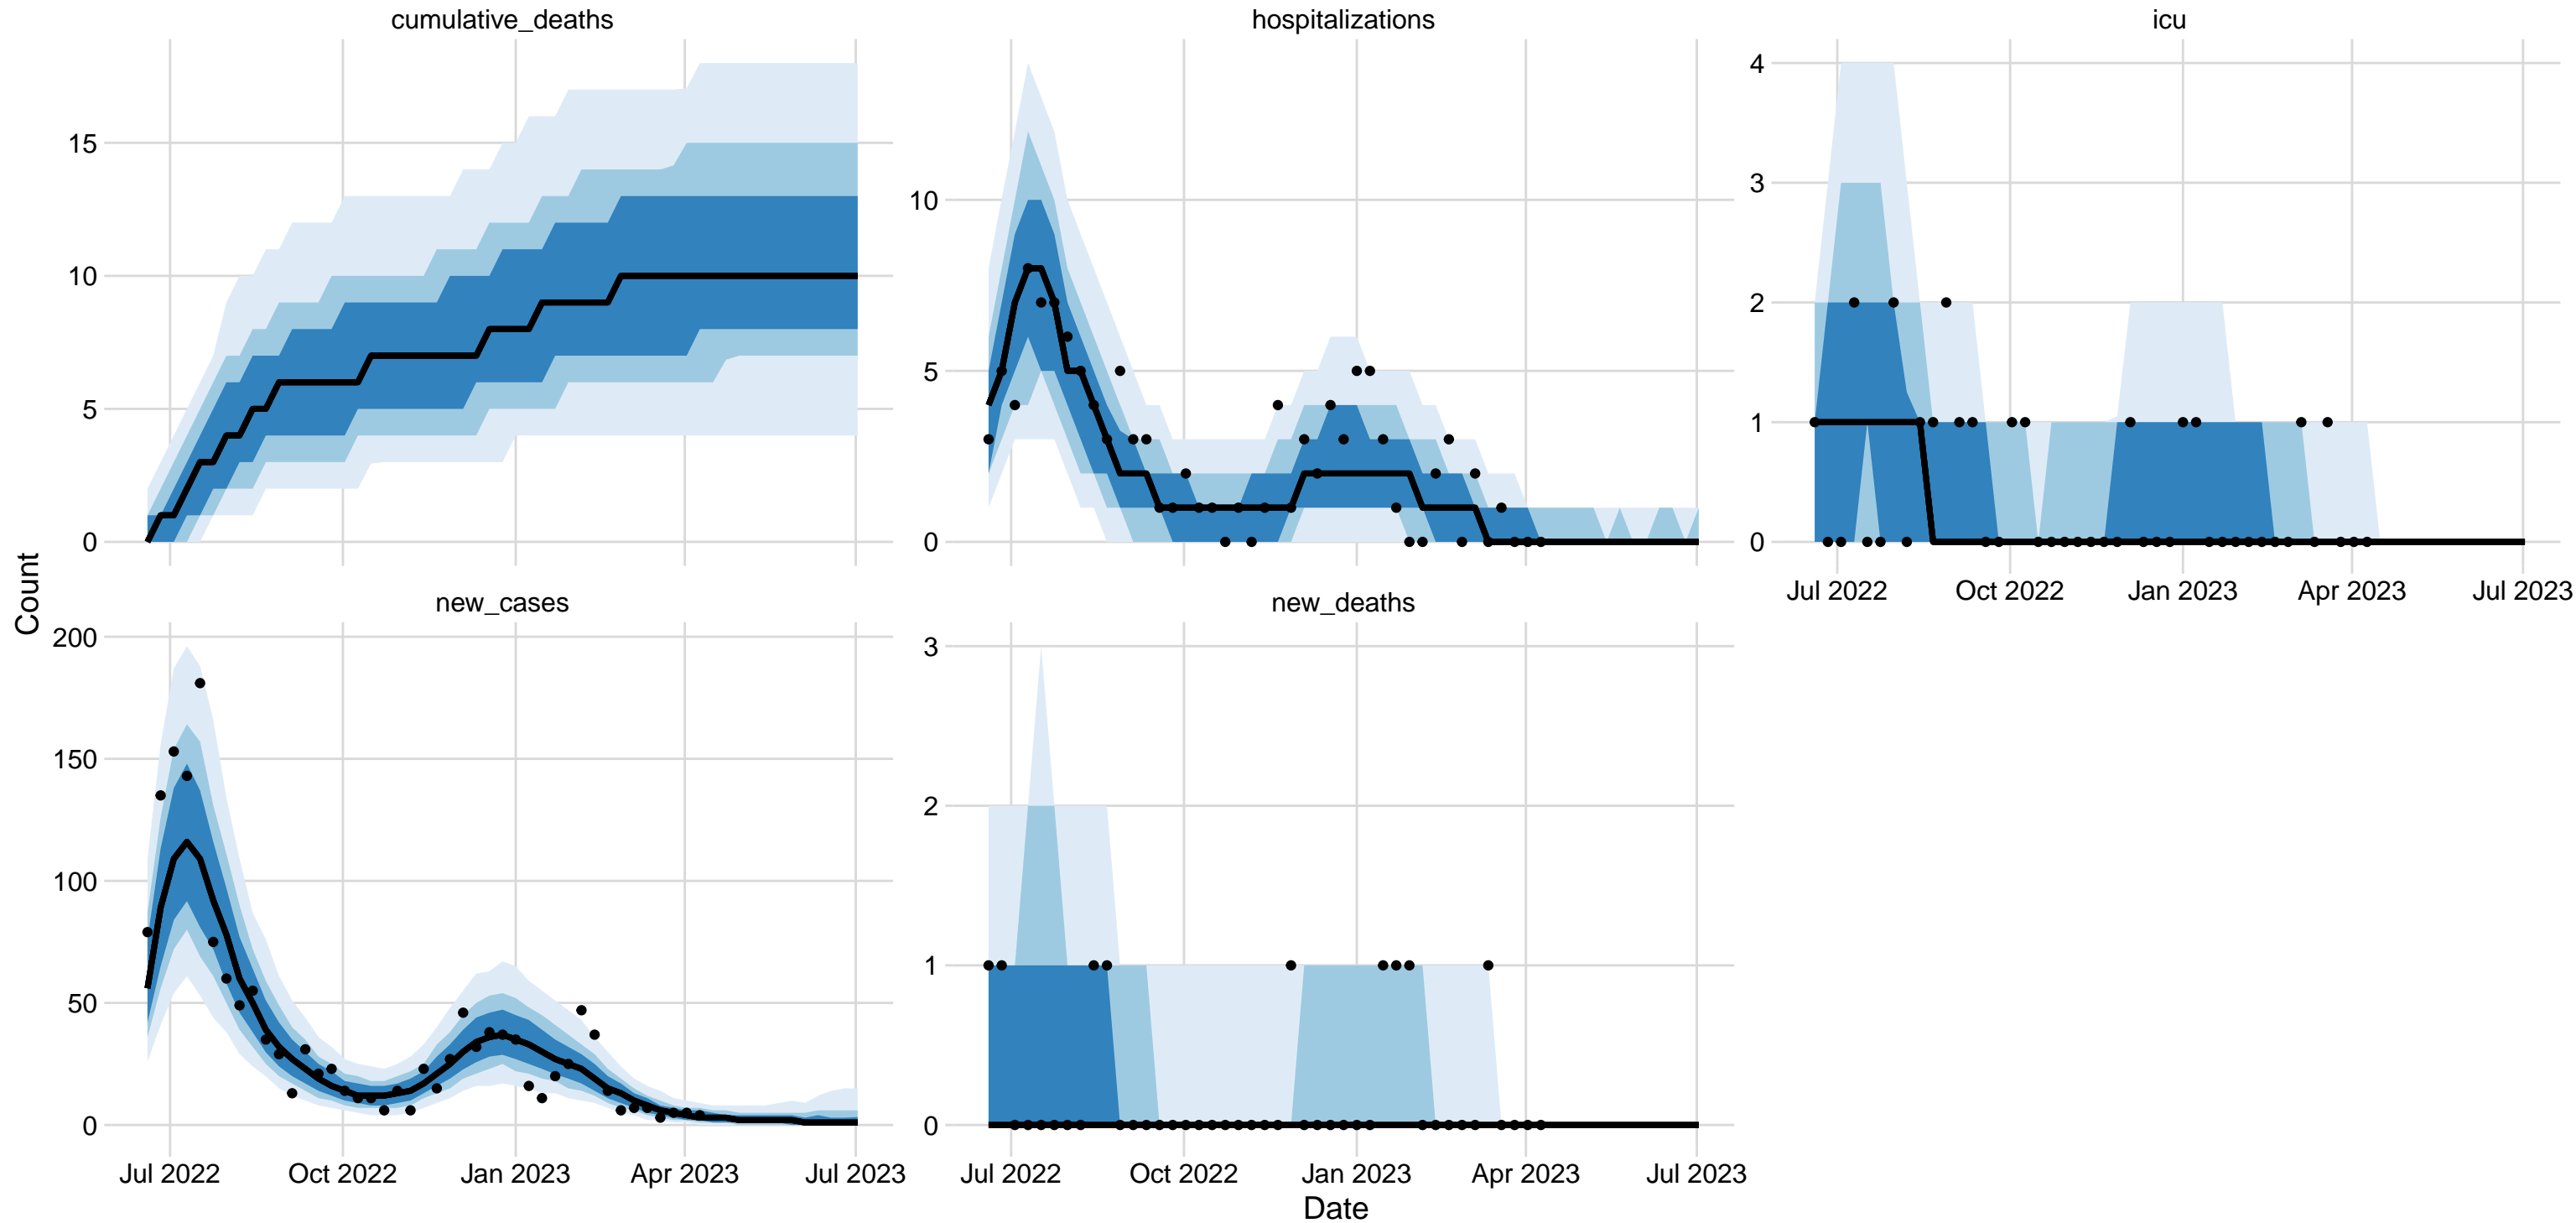 cumulative_deaths
hospitalizations
icu
Count
15
10
5
0
10
5
0
4
3
2
1
0
Jul 2022
Oct 2022
Jan 2023
Apr 2023
Jul 2023
new_cases
new_deaths
200
150
100
50
0
3
2
1
0
Jul 2022
Oct 2022
Jan 2023
Apr 2023
Jul 2023
Jul 2022
Oct 2022
Jan 2023
Apr 2023
Jul 2023
Date